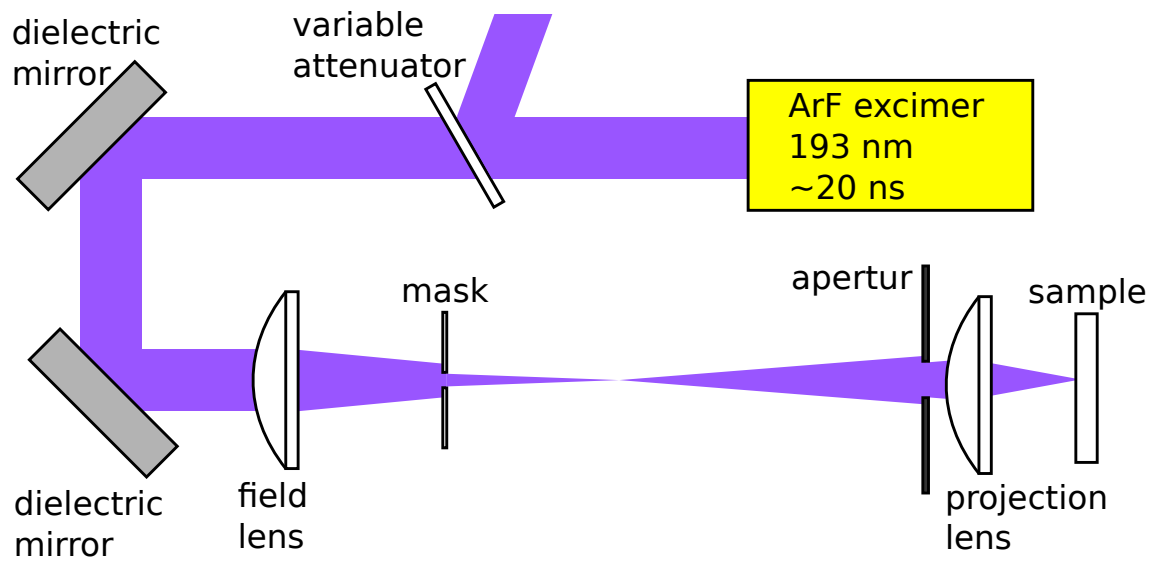 dielectric
mirror
variable
attenuator
ArF excimer
193 nm
~20 ns
mask
apertur
sample
dielectric
mirror
field
lens
projection
lens